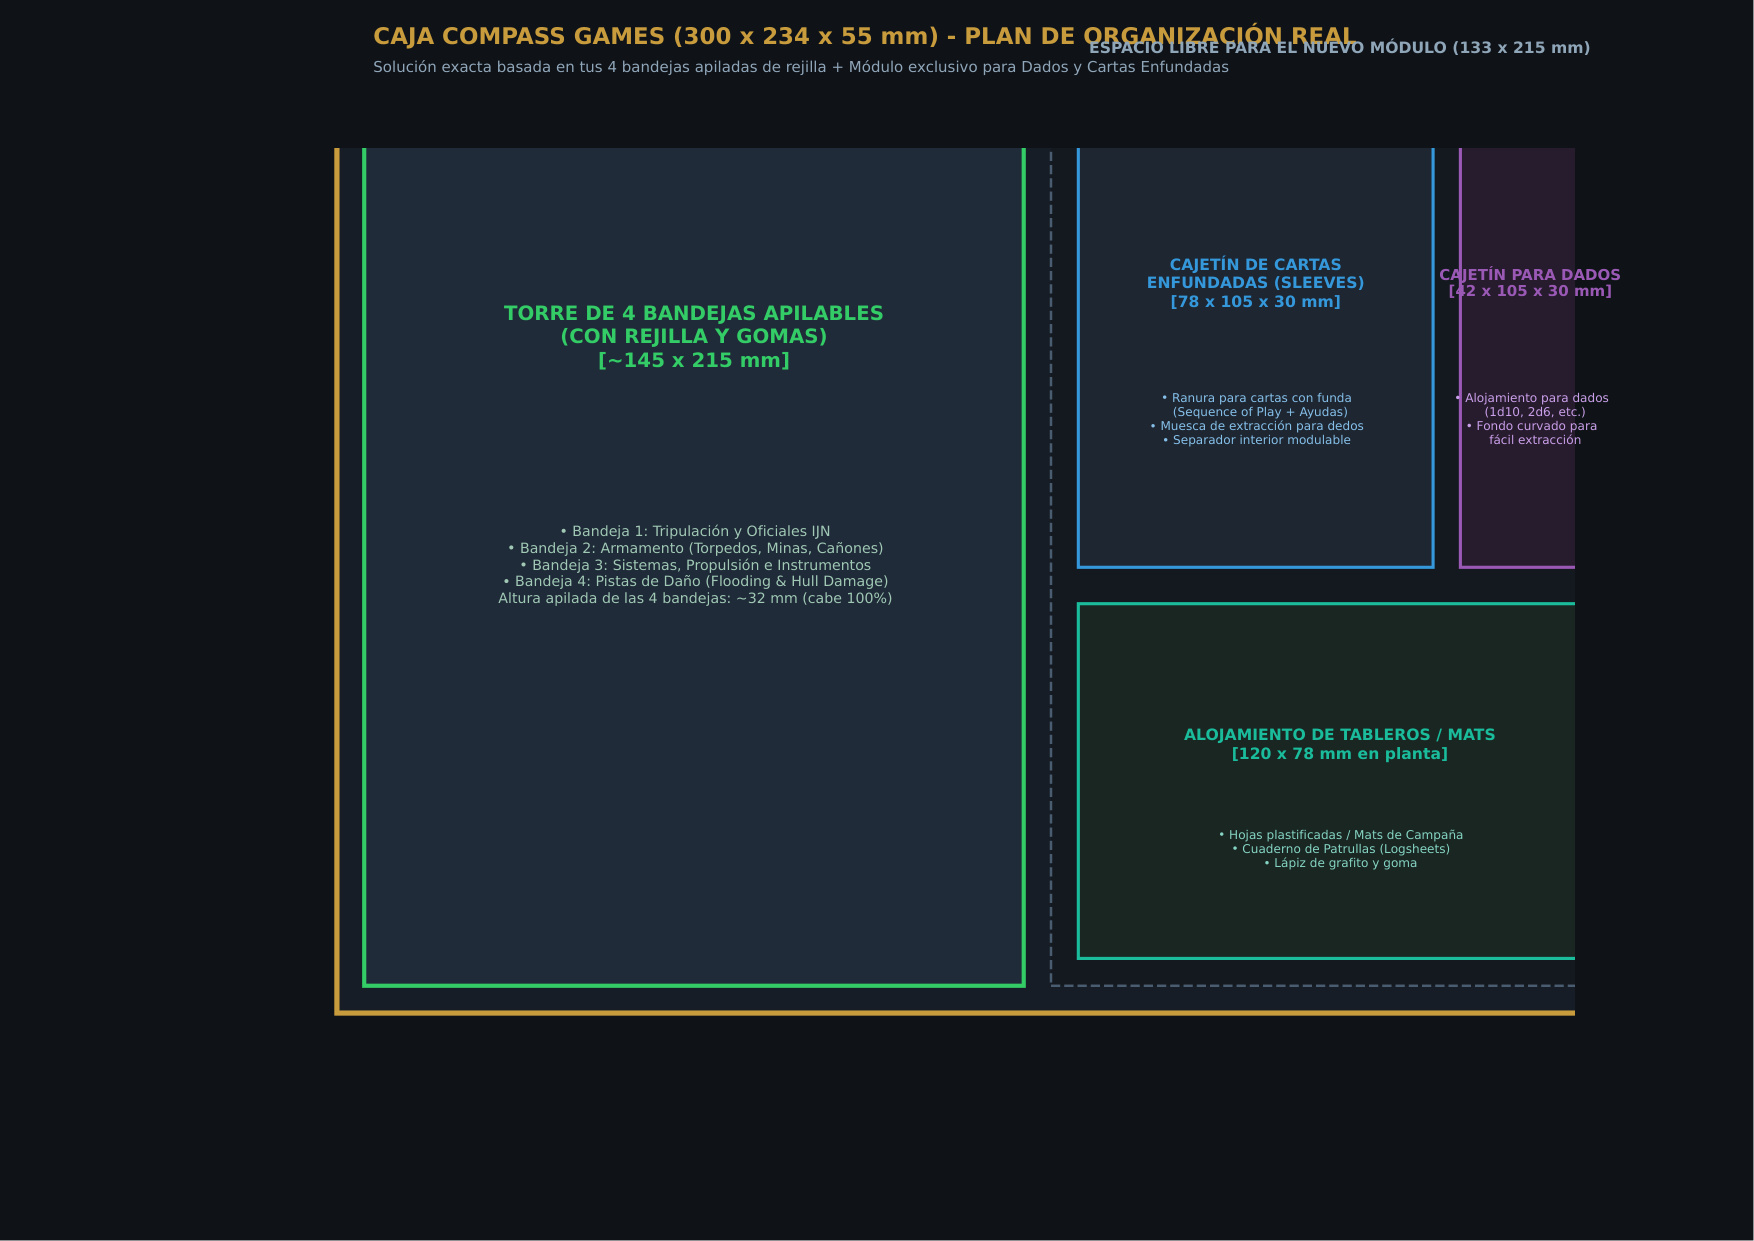 CAJA COMPASS GAMES (300 x 234 x 55 mm) - PLAN DE ORGANIZACIÓN REAL
ESPACIO LIBRE PARA EL NUEVO MÓDULO (133 x 215 mm)
Solución exacta basada en tus 4 bandejas apiladas de rejilla + Módulo exclusivo para Dados y Cartas Enfundadas
TORRE DE 4 BANDEJAS APILABLES
(CON REJILLA Y GOMAS)
[~145 x 215 mm]
• Bandeja 1: Tripulación y Oficiales IJN
• Bandeja 2: Armamento (Torpedos, Minas, Cañones)
• Bandeja 3: Sistemas, Propulsión e Instrumentos
• Bandeja 4: Pistas de Daño (Flooding & Hull Damage)
Altura apilada de las 4 bandejas: ~32 mm (cabe 100%)
CAJETÍN DE CARTAS
ENFUNDADAS (SLEEVES)
[78 x 105 x 30 mm]
• Ranura para cartas con funda
(Sequence of Play + Ayudas)
• Muesca de extracción para dedos
• Separador interior modulable
CAJETÍN PARA DADOS
[42 x 105 x 30 mm]
• Alojamiento para dados
(1d10, 2d6, etc.)
• Fondo curvado para
fácil extracción
ALOJAMIENTO DE TABLEROS / MATS
[120 x 78 mm en planta]
• Hojas plastificadas / Mats de Campaña
• Cuaderno de Patrullas (Logsheets)
• Lápiz de grafito y goma